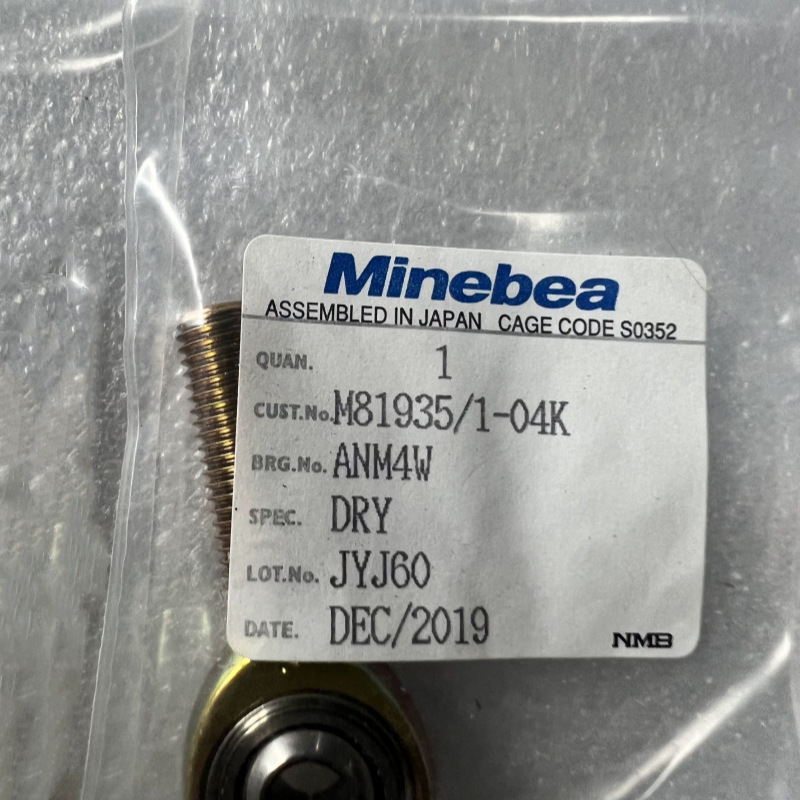 Minebea
ASSEMBLED IN JAPAN CAGE CODE S0352
QUAN. 1
CUST.No. M81935/1-04K
BRG.No. ANM4W
SPEC. DRY
LOT.No. JYJ60
DATE. DEC/2019
NMB